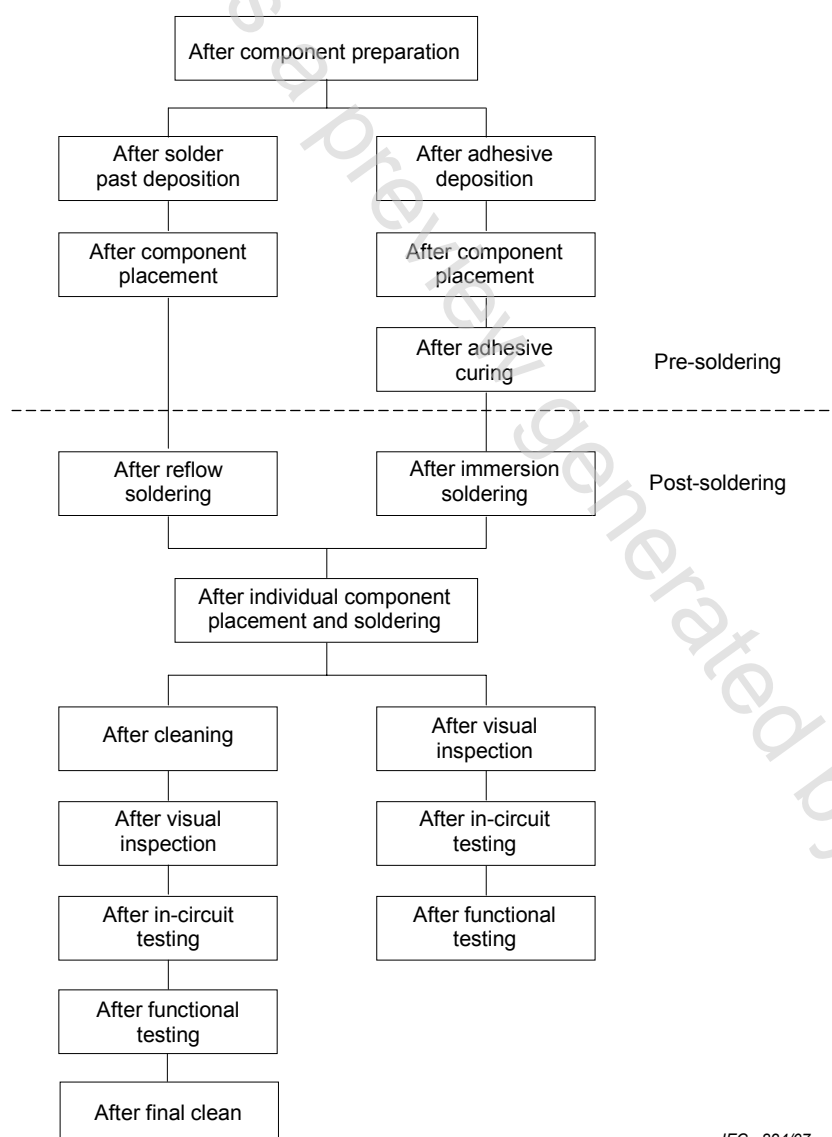 After component preparation
After solder
past deposition
After adhesive
deposition
After component
placement
After component
placement
After adhesive
curing
Pre-soldering
After reflow
soldering
After immersion
soldering
Post-soldering
After individual component
placement and soldering
After cleaning
After visual
inspection
After visual
inspection
After in-circuit
testing
After in-circuit
testing
After functional
testing
After functional
testing
After final clean
s a preview generated by